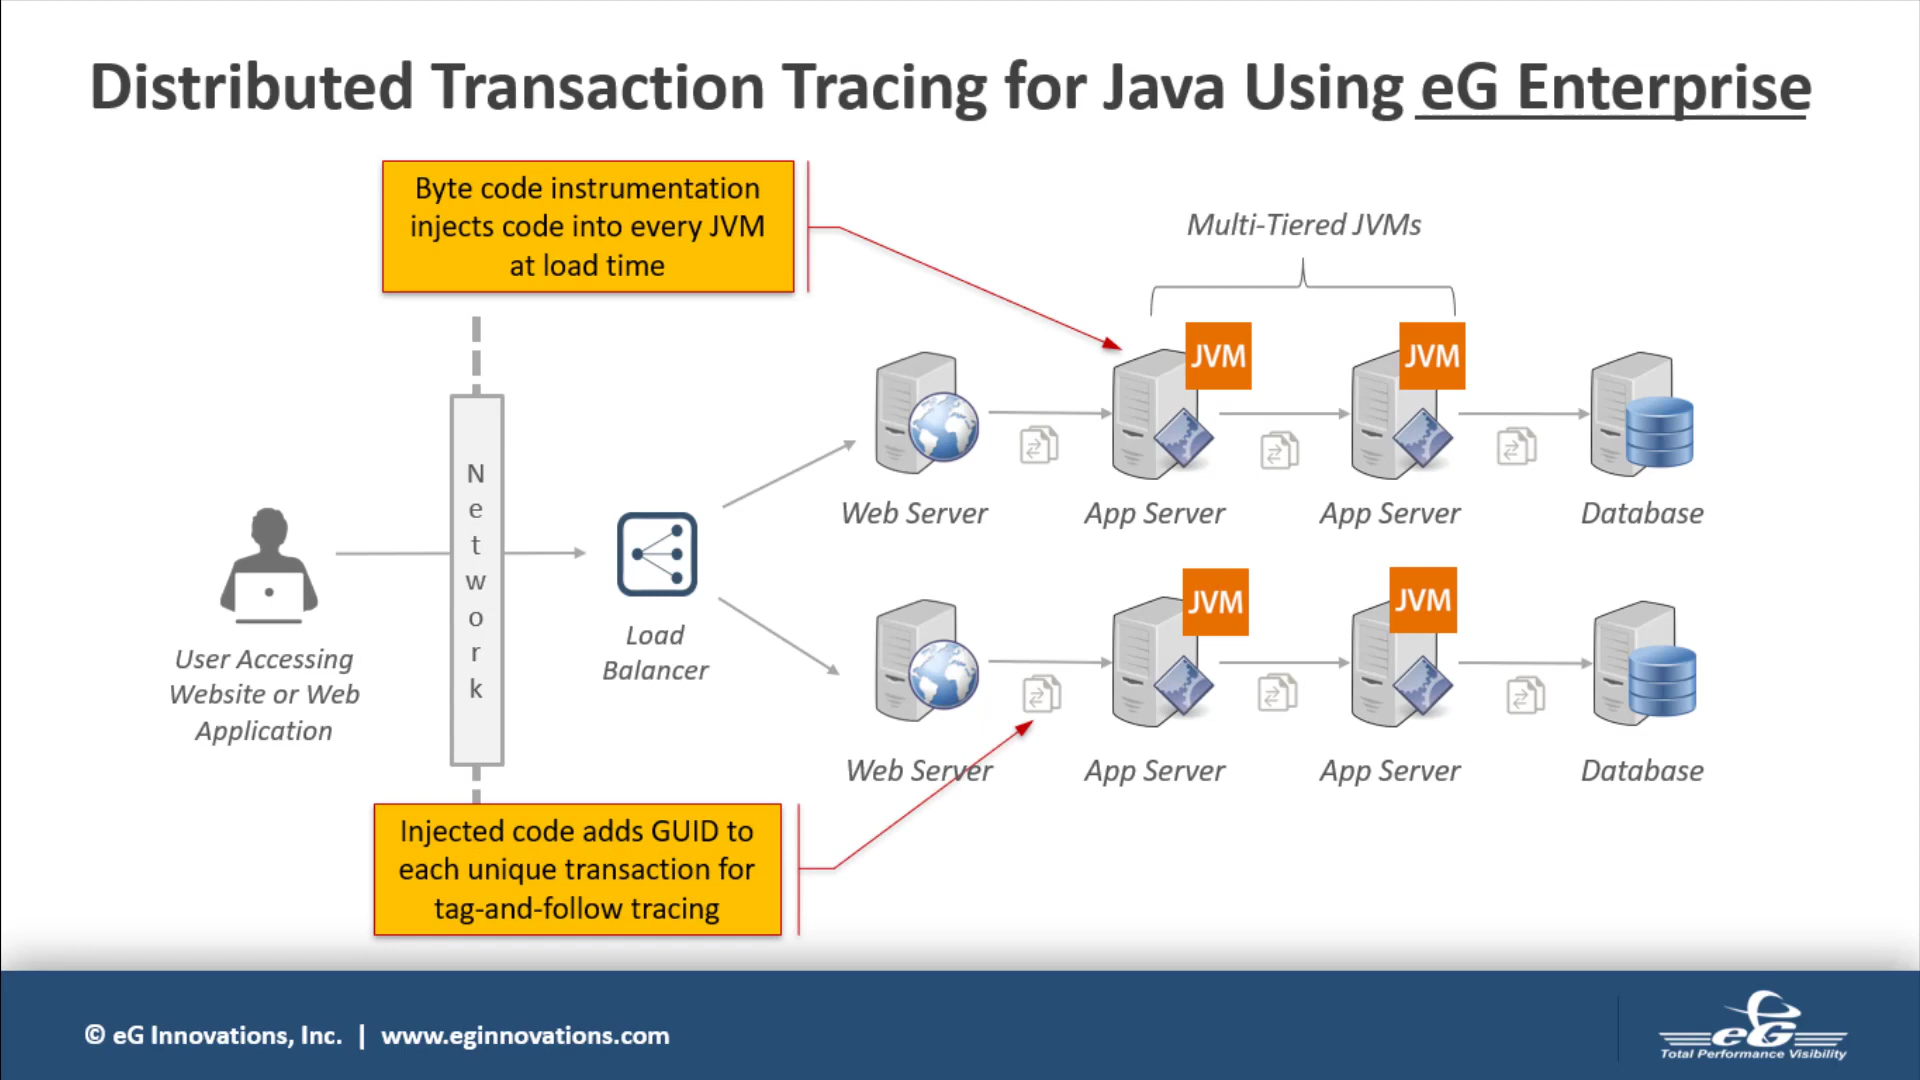 Distributed Transaction Tracing for Java Using eG Enterprise
Byte code instrumentation
injects code into every JVM
at load time
Multi-Tiered JVMs
JVM
JVM
Web Server
App Server
App Server
Database
Network
User Accessing
Website or Web
Application
Load
Balancer
JVM
JVM
Web Server
App Server
App Server
Database
Injected code adds GUID to
each unique transaction for
tag-and-follow tracing
© eG Innovations, Inc. | www.eginnovations.com
eG
Total Performance Visibility